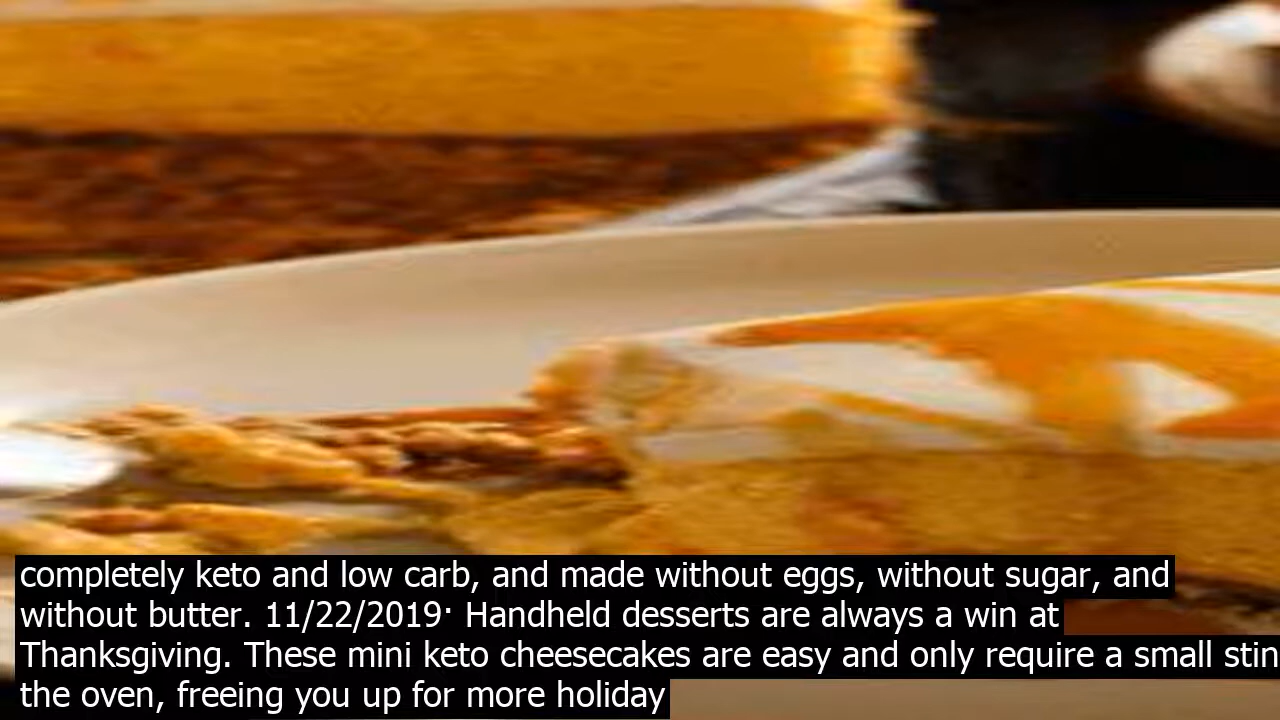 completely keto and low carb, and made without eggs, without sugar, and
without butter. 11/22/2019· Handheld desserts are always a win at
Thanksgiving. These mini keto cheesecakes are easy and only require a small stin
the oven, freeing you up for more holiday